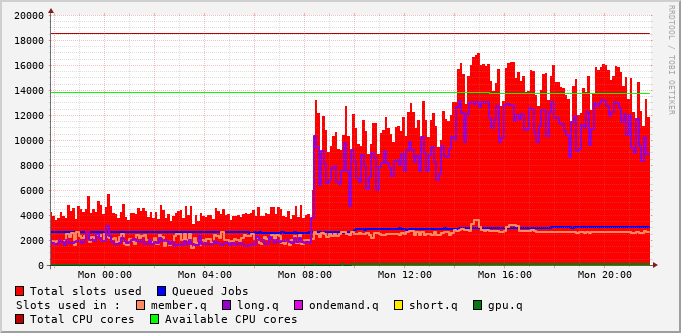 20000
18000
16000
14000
12000
10000
8000
6000
4000
2000
0
Mon 00:00 Mon 04:00 Mon 08:00 Mon 12:00 Mon 16:00 Mon 20:00
RRDTOOL / TOBI OETIKER
Total slots used Queued Jobs
Slots used in : member.q long.q ondemand.q short.q gpu.q
Total CPU cores Available CPU cores